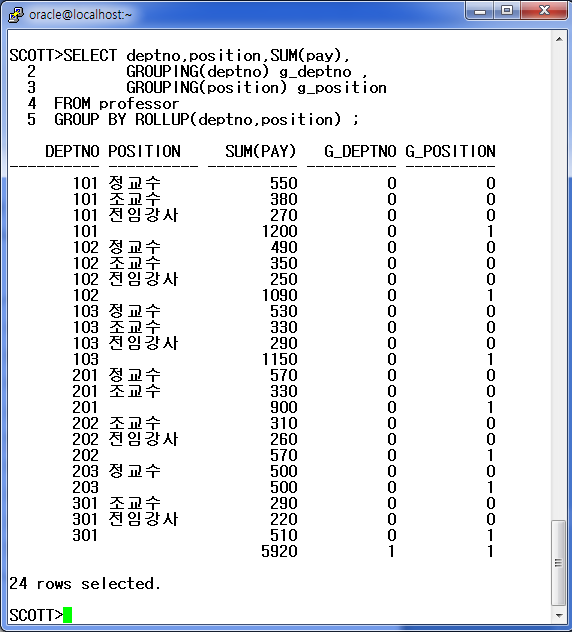 oracle@localhost:~
SCOTT>SELECT deptno,position,SUM(pay),
  2           GROUPING(deptno) g_deptno ,
  3           GROUPING(position) g_position
  4  FROM professor
  5  GROUP BY ROLLUP(deptno,position) ;
    DEPTNO POSITION     SUM(PAY)   G_DEPTNO G_POSITION
---------- ---------- ---------- ---------- ----------
       101 정교수            550          0          0
       101 조교수            380          0          0
       101 전임강사          270          0          0
       101                  1200          0          1
       102 정교수            490          0          0
       102 조교수            350          0          0
       102 전임강사          250          0          0
       102                  1090          0          1
       103 정교수            530          0          0
       103 조교수            330          0          0
       103 전임강사          290          0          0
       103                  1150          0          1
       201 정교수            570          0          0
       201 조교수            330          0          0
       201                   900          0          1
       202 조교수            310          0          0
       202 전임강사          260          0          0
       202                   570          0          1
       203 정교수            500          0          0
       203                   500          0          1
       301 조교수            290          0          0
       301 전임강사          220          0          0
       301                   510          0          1
                            5920          1          1
24 rows selected.
SCOTT>